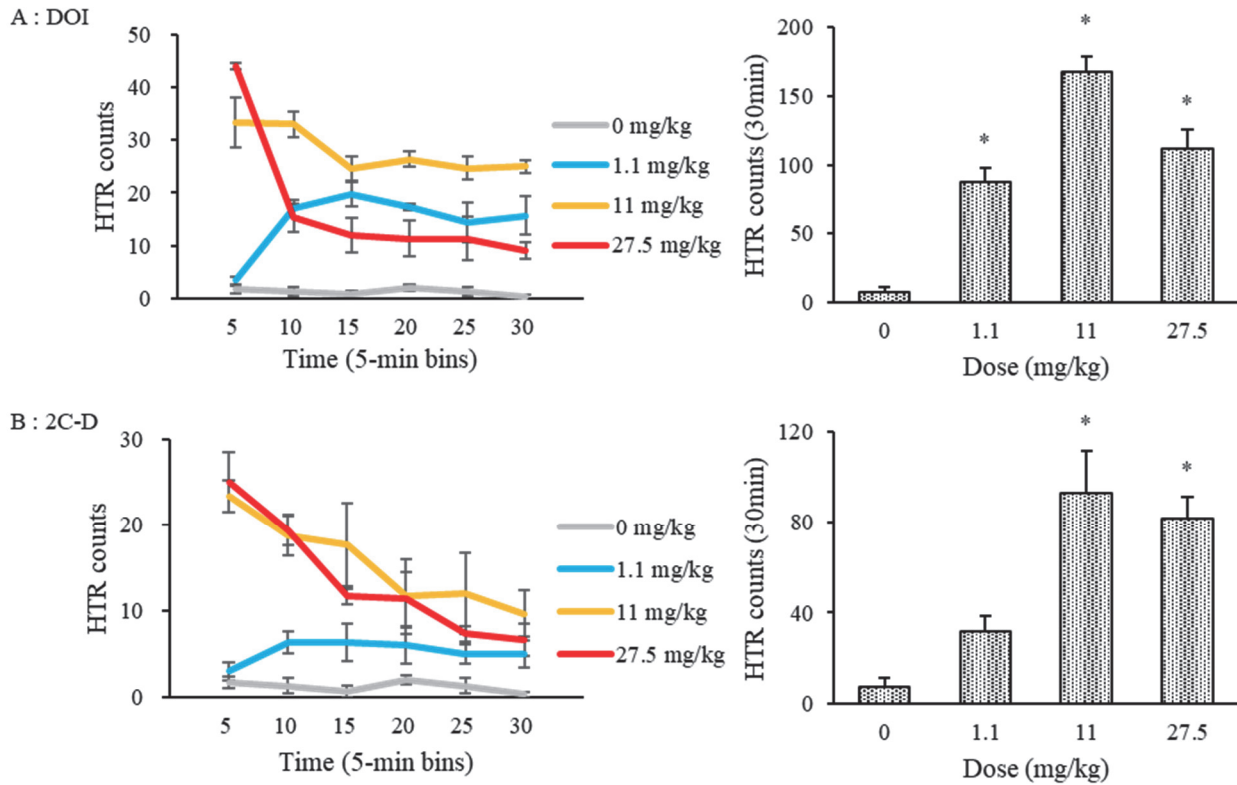 A : DOI
HTR counts
50
40
30
20
10
0
5 10 15 20 25 30
Time (5-min bins)
0 mg/kg
1.1 mg/kg
11 mg/kg
27.5 mg/kg
HTR counts (30min)
200
150
100
50
0
*
*
*
0 1.1 11 27.5
Dose (mg/kg)
B : 2C-D
HTR counts
30
20
10
0
5 10 15 20 25 30
Time (5-min bins)
0 mg/kg
1.1 mg/kg
11 mg/kg
27.5 mg/kg
HTR counts (30min)
120
80
40
0
*
*
0 1.1 11 27.5
Dose (mg/kg)